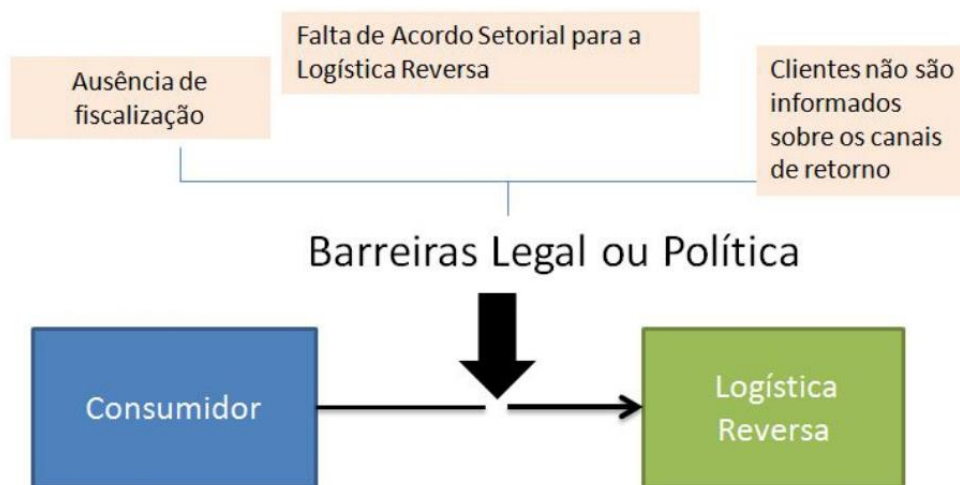 Falta de Acordo Setorial para a
Logística Reversa
Ausência de
fiscalização
Clientes não são
informados
sobre os canais
de retorno
Barreiras Legal ou Política
Consumidor
Logística
Reversa